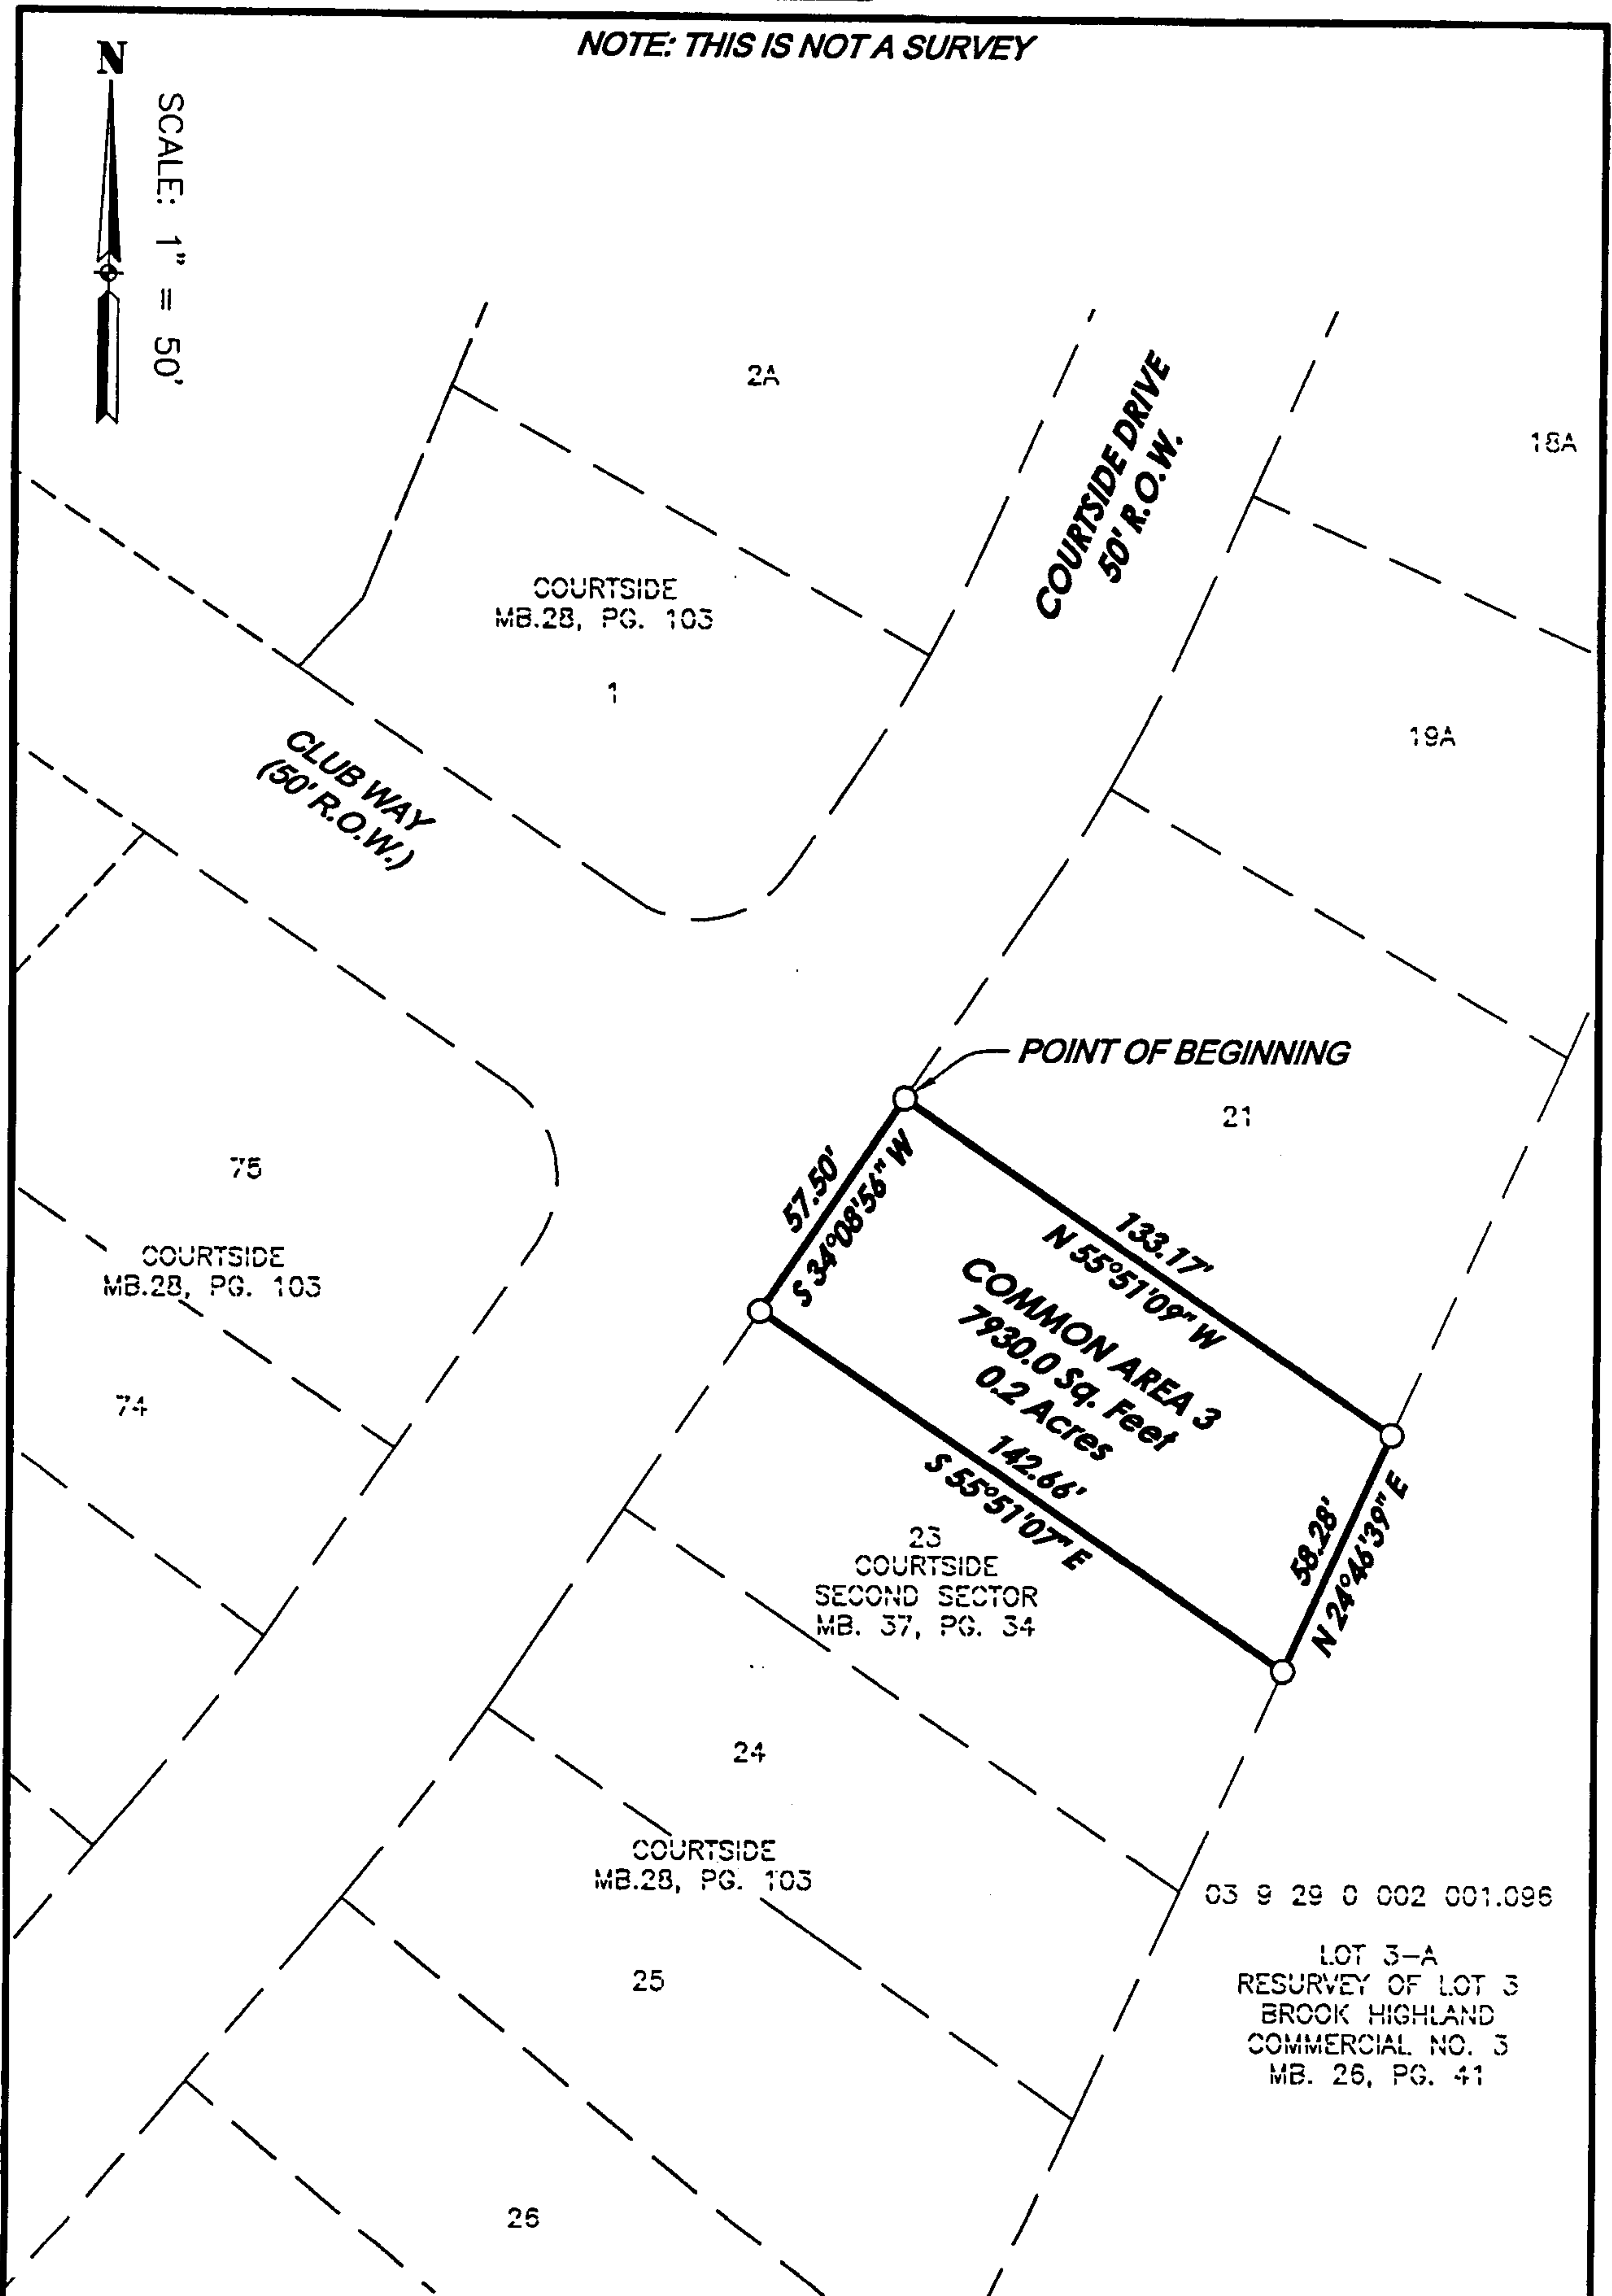 NOTE: THIS IS NOT A SURVEY
N
SCALE: 1" = 50'
2A
18A
COURTSIDE DRIVE
50' R.O.W.
COURTSIDE
MB.28, PG. 103
1
19A
CLUB WAY
(50' R.O.W.)
POINT OF BEGINNING
21
57.50'
S 34°08'56" W
133.17'
N 55°51'09" W
75
COURTSIDE
MB.28, PG. 103
COMMON AREA 3
7930.0 Sq. Feet
0.2 Acres
74
142.66'
S 55°51'07" E
58.28'
N 24°46'39" E
23
COURTSIDE
SECOND SECTOR
MB. 37, PG. 34
24
COURTSIDE
MB.28, PG. 103
03 9 29 0 002 001.096
LOT 3-A
RESURVEY OF LOT 3
BROOK HIGHLAND
COMMERCIAL NO. 3
MB. 26, PG. 41
25
26